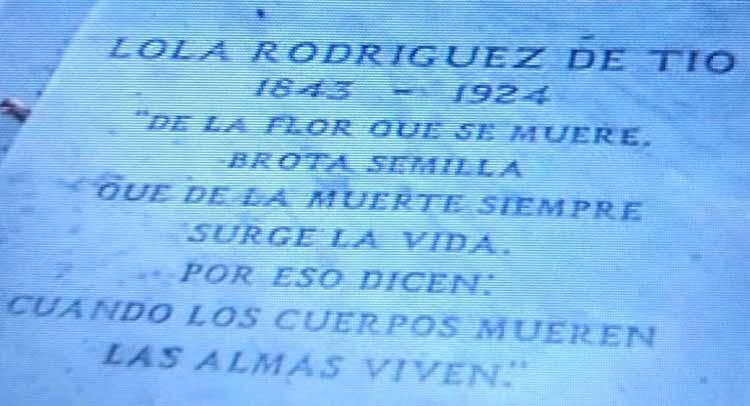 LOLA RODRIGUEZ DE TIO
1843 - 1924
"DE LA FLOR QUE SE MUERE,
BROTA SEMILLA
QUE DE LA MUERTE SIEMPRE
SURGE LA VIDA.
POR ESO DICEN:
CUANDO LOS CUERPOS MUEREN
LAS ALMAS VIVEN."